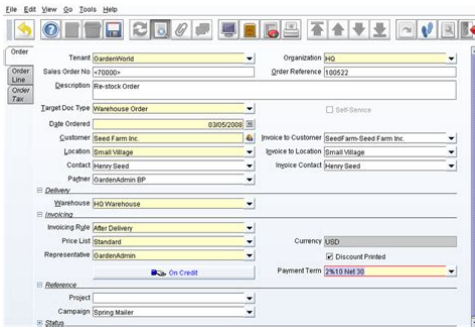 File Edit View Go Tools Help
Order
Tenant GardenWorld Organization HQ
Order Line Sales Order No <70000> Order Reference 100522
Order Tax Description Re-stock Order
Target Doc Type Warehouse Order Self-Service
Date Ordered 03/05/2008
Customer Seed Farm Inc. Invoice to Customer SeedFarm-Seed Farm Inc.
Location Small Village Invoice to Location Small Village
Contact Henry Seed Invoice Contact Henry Seed
Partner GardenAdmin BP
Delivery
Warehouse HQ Warehouse
Invoicing
Invoicing Rule After Delivery
Price List Standard Currency USD
Representative GardenAdmin Discount Printed
On Credit Payment Term 2%10 Net 30
Reference
Project
Campaign Spring Mailer
Status